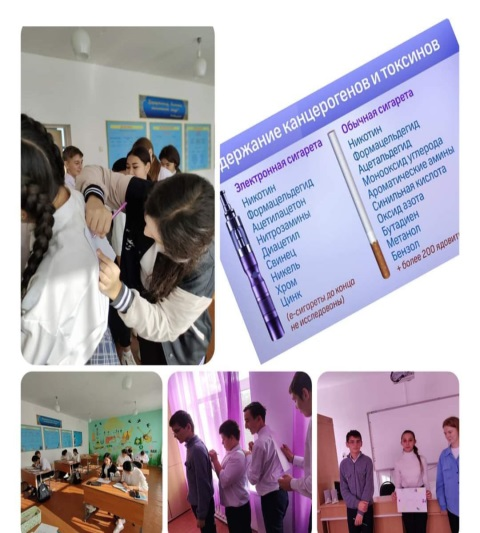 держание канцерогенов и токсинов
Электронная сигарета
Никотин
Формальдегид
Ацетилацетон
Нитрозамины
Диацетил
Свинец
Никель
Хром
Цинк
(е-сигареты до конца
не исследованы)
Обычная сигарета
Никотин
Формальдегид
Ацетальдегид
Монооксид углерода
Ароматические амины
Синильная кислота
Оксид азота
Бутадиен
Метанол
Бензол
+ более 200 ядовит